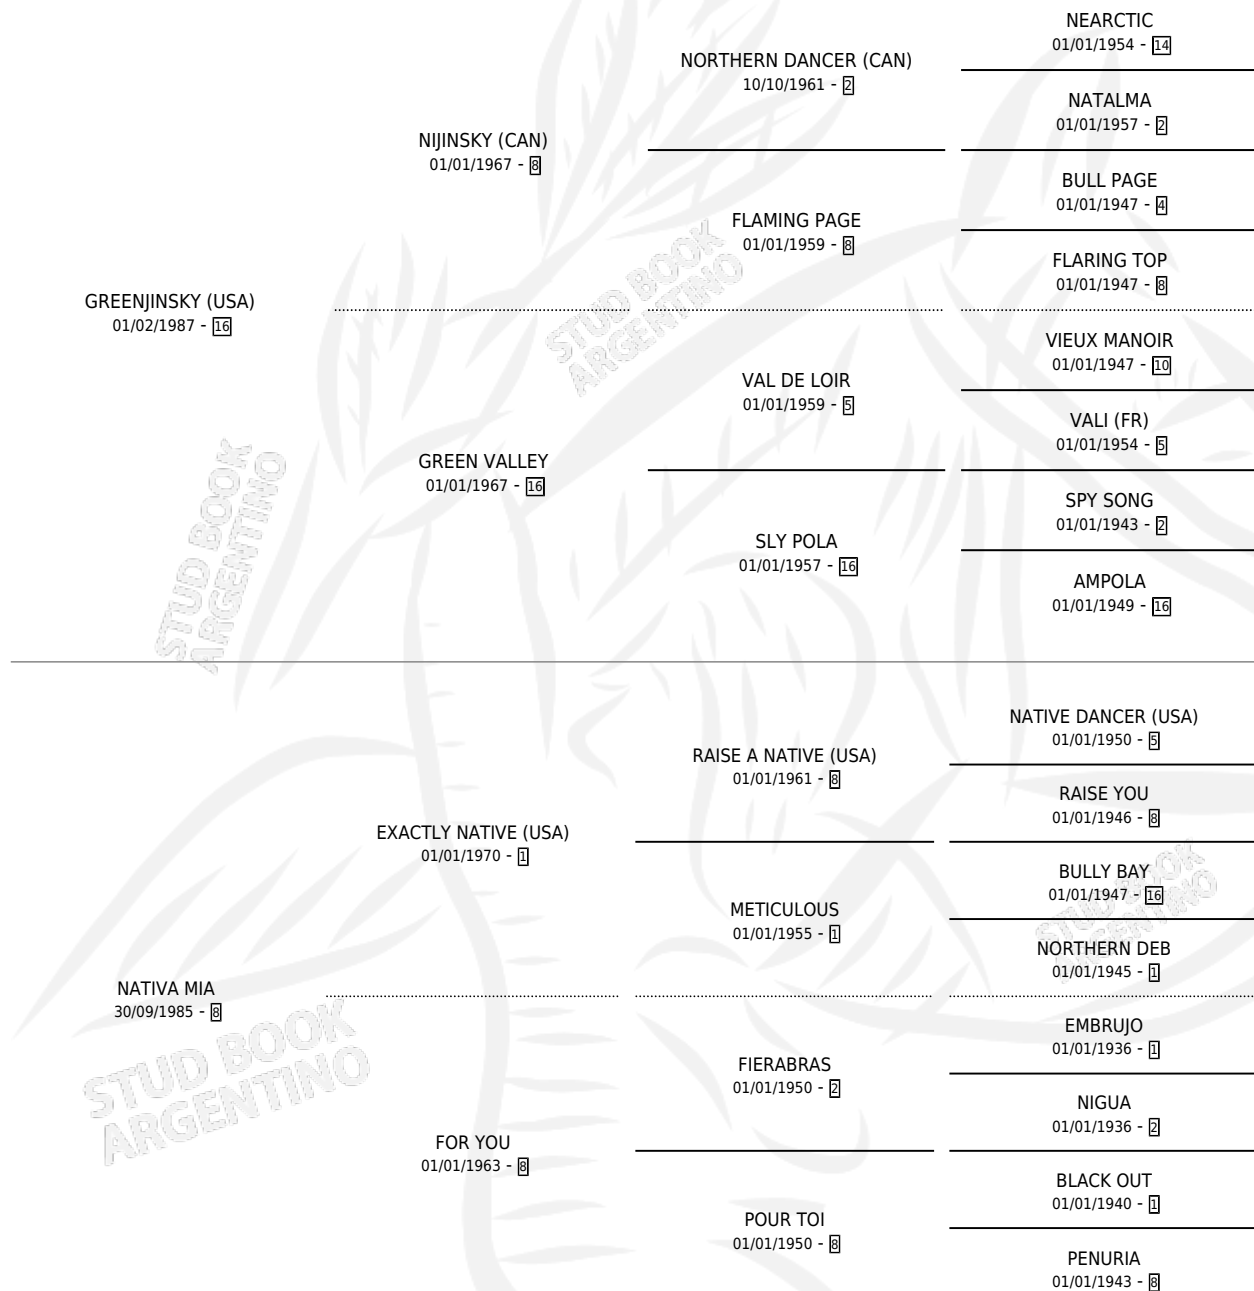 NEARCTIC
01/01/1954 - 14
NORTHERN DANCER (CAN)
10/10/1961 - 2
NATALMA
01/01/1957 - 2
NIJINSKY (CAN)
01/01/1967 - 8
BULL PAGE
01/01/1947 - 4
FLAMING PAGE
01/01/1959 - 8
FLARING TOP
01/01/1947 - 8
GREENJINSKY (USA)
01/02/1987 - 16
VIEUX MANOIR
01/01/1947 - 10
VAL DE LOIR
01/01/1959 - 5
VALI (FR)
01/01/1954 - 5
GREEN VALLEY
01/01/1967 - 16
SPY SONG
01/01/1943 - 2
SLY POLA
01/01/1957 - 16
AMPOLA
01/01/1949 - 16
NATIVE DANCER (USA)
01/01/1950 - 5
RAISE A NATIVE (USA)
01/01/1961 - 8
RAISE YOU
01/01/1946 - 8
EXACTLY NATIVE (USA)
01/01/1970 - 1
BULLY BAY
01/01/1947 - 16
METICULOUS
01/01/1955 - 1
NORTHERN DEB
01/01/1945 - 1
NATIVA MIA
30/09/1985 - 8
EMBRUJO
01/01/1936 - 1
FIERABRAS
01/01/1950 - 2
NIGUA
01/01/1936 - 2
FOR YOU
01/01/1963 - 8
BLACK OUT
01/01/1940 - 1
POUR TOI
01/01/1950 - 8
PENURIA
01/01/1943 - 8
STUD BOOK
ARGENTINO
STUD BOOK
ARGENTINO
STUD BOOK
ARGENTINO
STUD BOOK
ARGENTINO